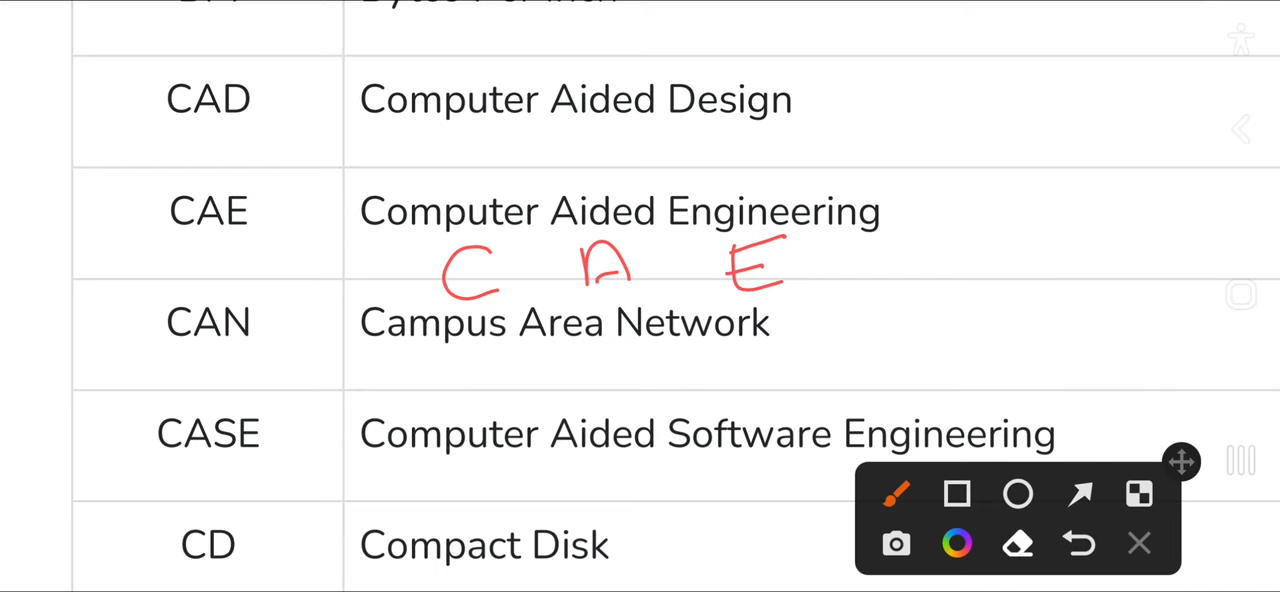 CAD Computer Aided Design
CAE Computer Aided Engineering
C A E
CAN Campus Area Network
CASE Computer Aided Software Engineering
CD Compact Disk